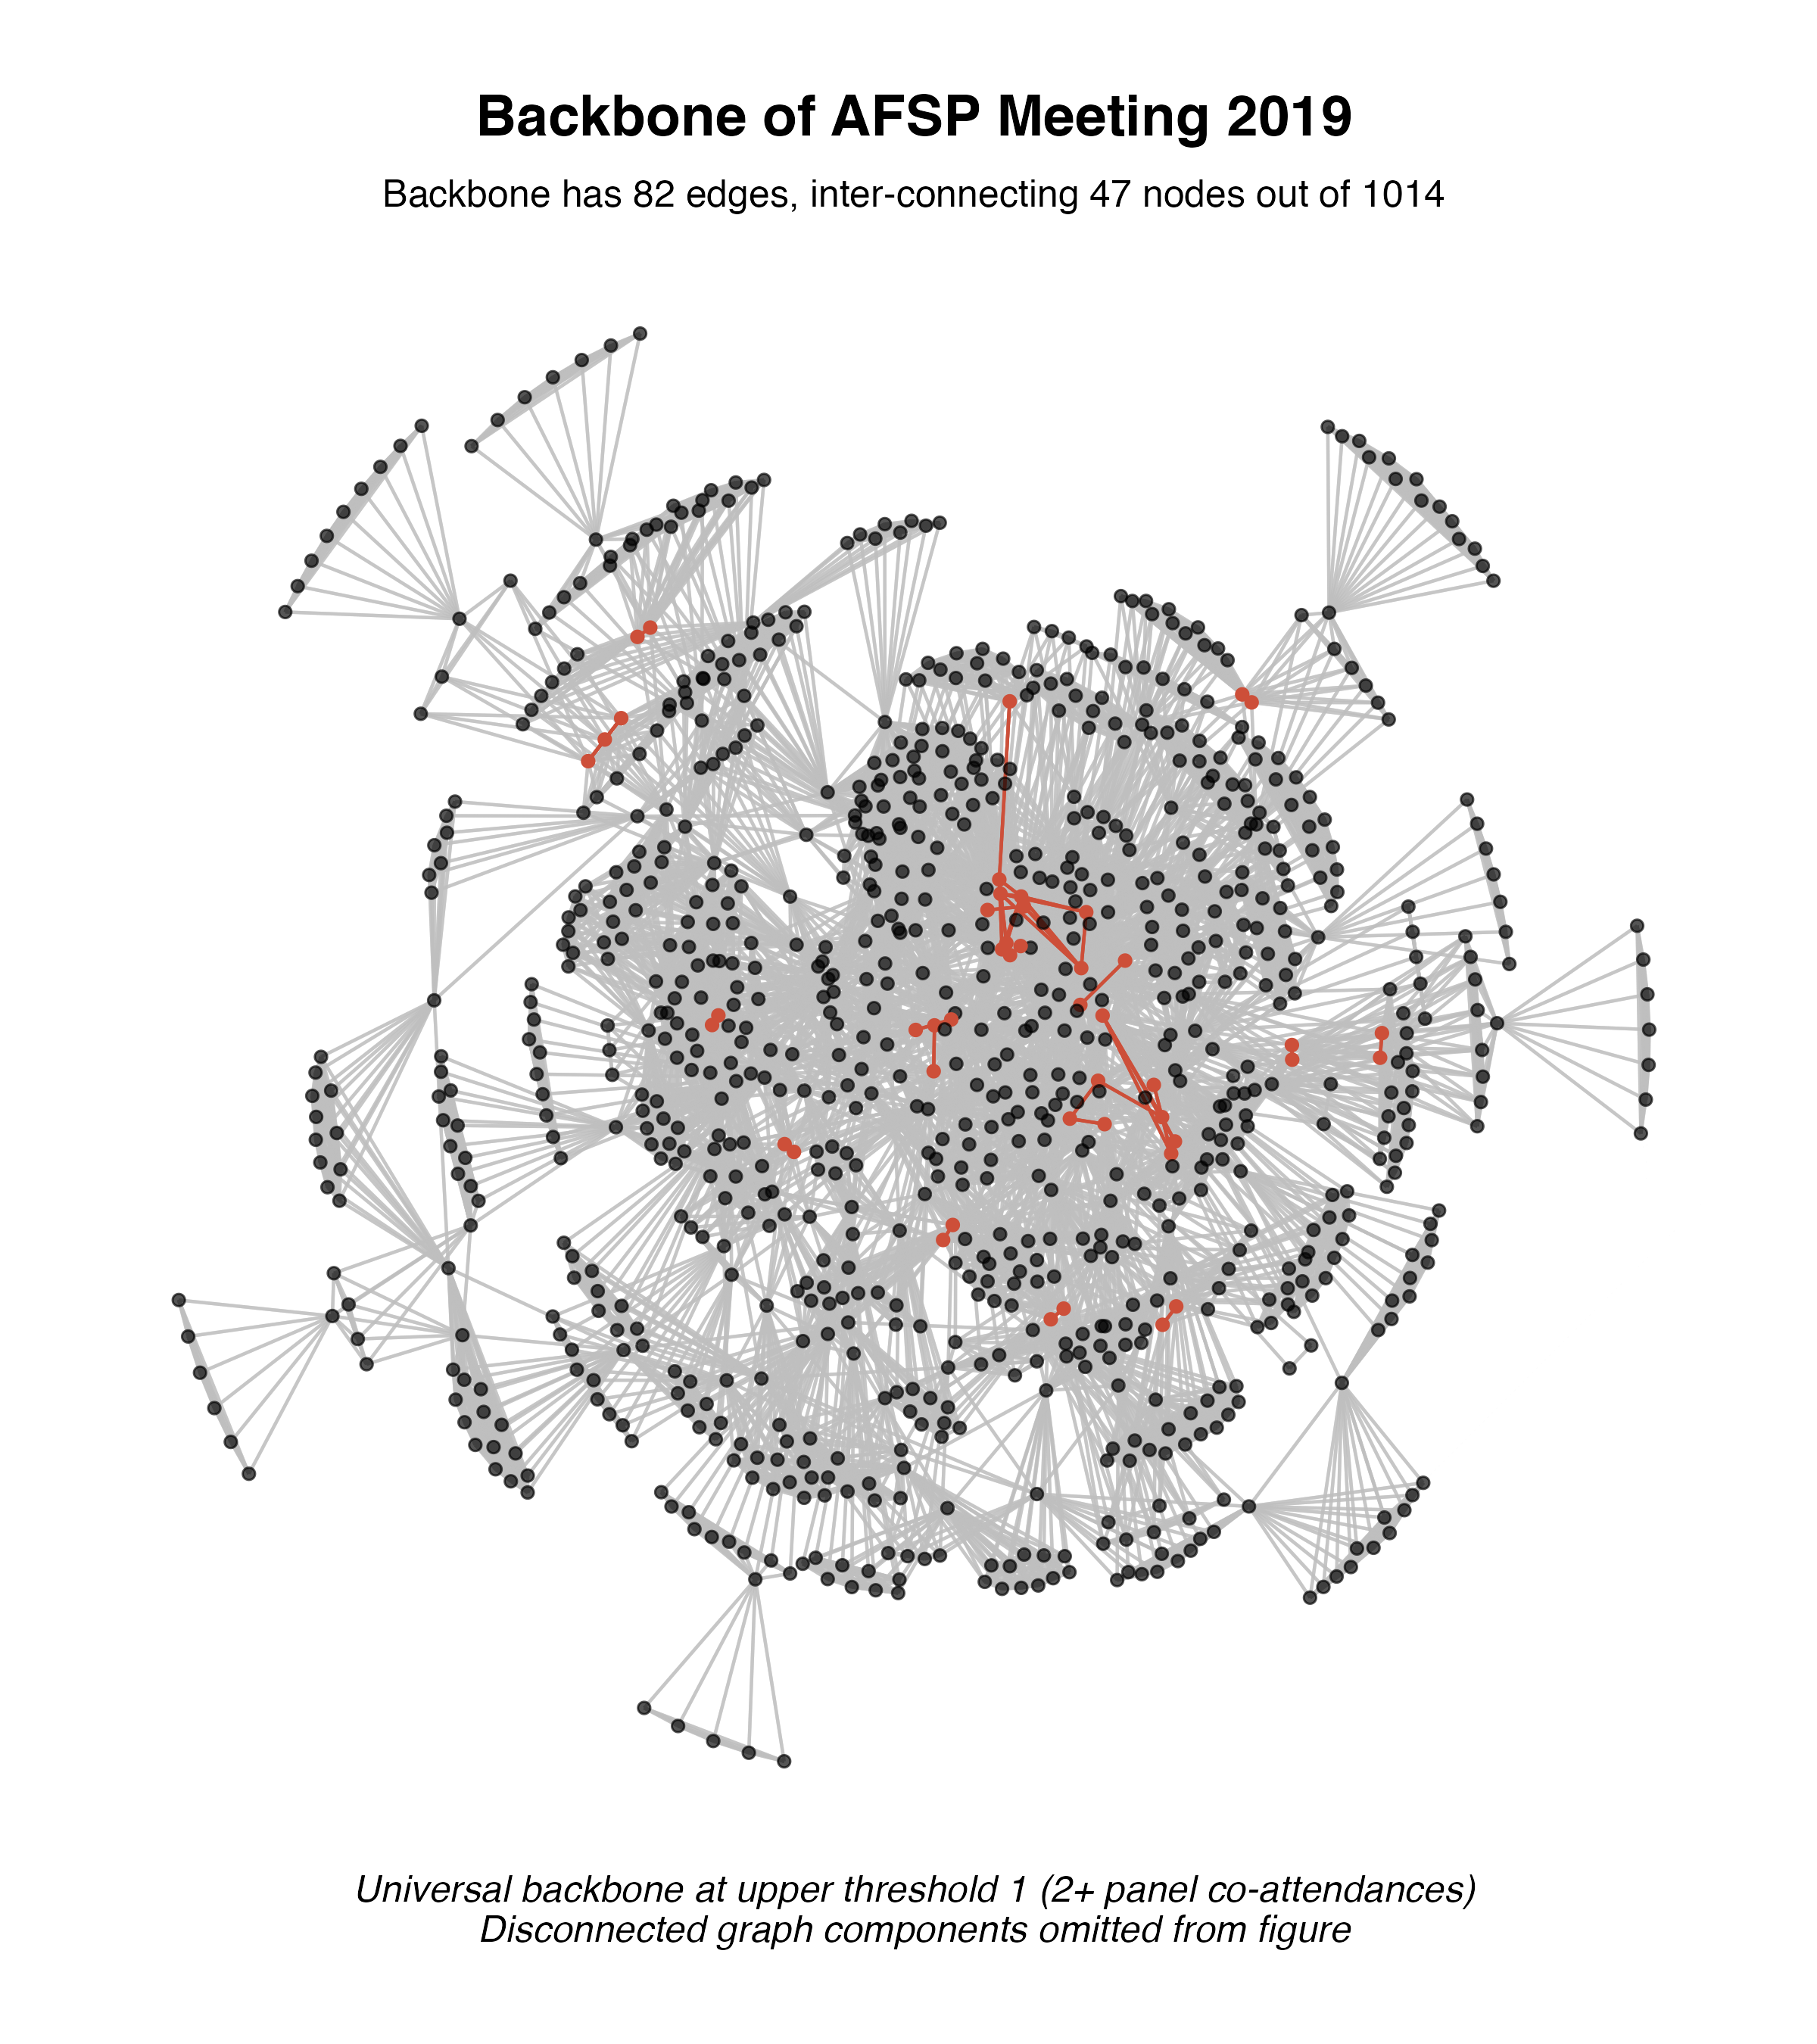 Backbone of AFSP Meeting 2019
Backbone has 82 edges, inter-connecting 47 nodes out of 1014
Universal backbone at upper threshold 1 (2+ panel co-attendances)
Disconnected graph components omitted from figure